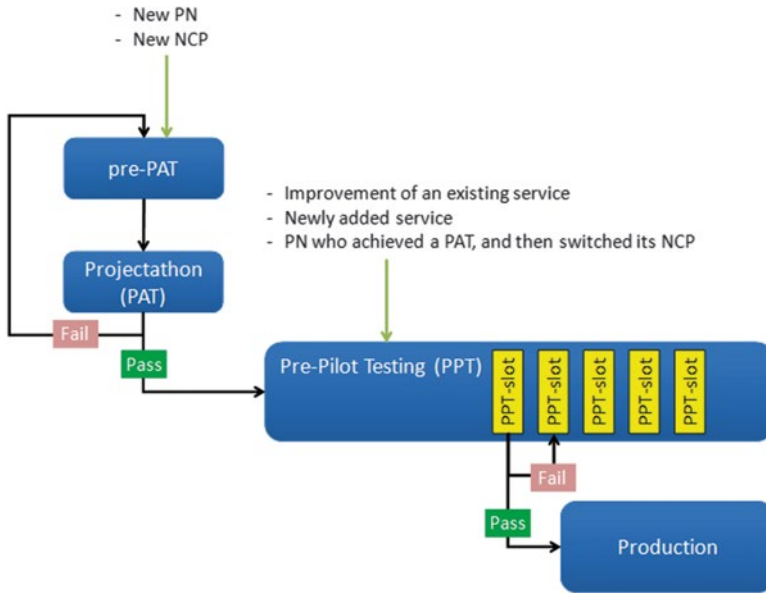 - New PN
- New NCP
pre-PAT
- Improvement of an existing service
- Newly added service
- PN who achieved a PAT, and then switched its NCP
Projectathon
(PAT)
Fail
Pass
Pre-Pilot Testing (PPT)
PPT-slot
PPT-slot
PPT-slot
PPT-slot
PPT-slot
Fail
Pass
Production